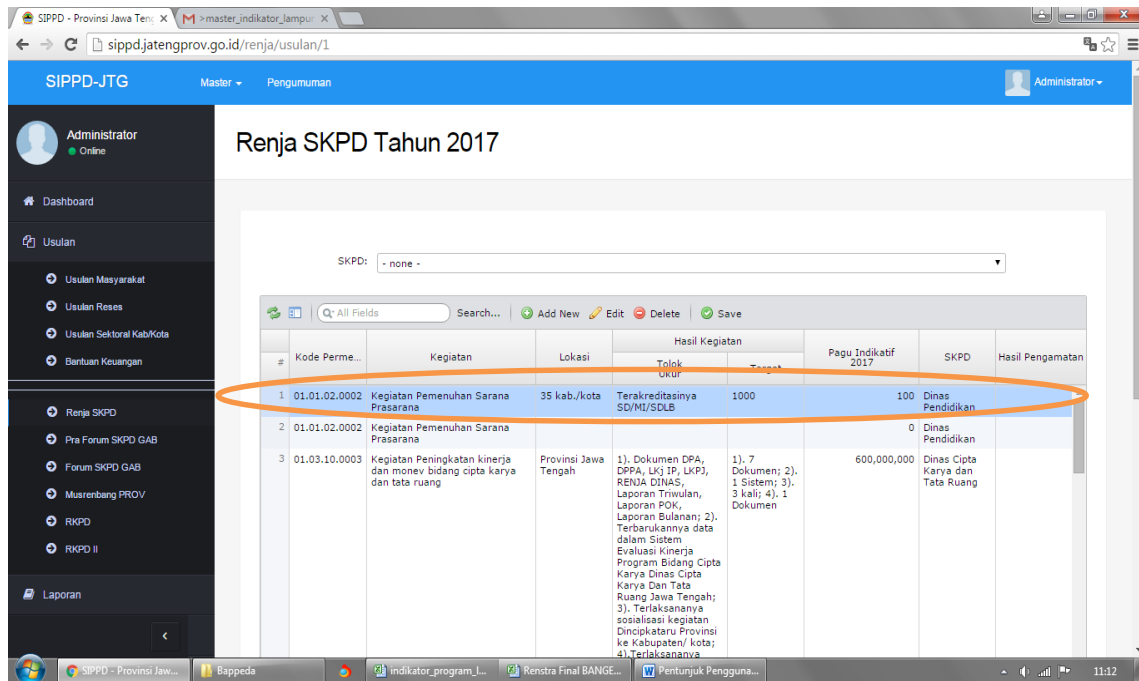 SIPPD - Provinsi Jawa Ten
>master_indikator_lampu
sippd.jatengprov.go.id/renja/usulan/1
SIPPD-JTG
Master
Pengumuman
Administrator
Administrator
Online
Renja SKPD Tahun 2017
Dashboard
Usulan
Usulan Masyarakat
Usulan Reses
Usulan Sektoral Kab/Kota
Bantuan Keuangan
Renja SKPD
Pra Forum SKPD GAB
Forum SKPD GAB
Musrenbang PROV
RKPD
RKPD II
Laporan
SKPD:
- none -
All Fields
Search...
Add New
Edit
Delete
Save
#
Kode Perme...
Kegiatan
Lokasi
Hasil Kegiatan
Tolok
Ukur
Target
Pagu Indikatif
2017
SKPD
Hasil Pengamatan
1
01.01.02.0002
Kegiatan Pemenuhan Sarana
Prasarana
35 kab./kota
Terakreditasinya
SD/MI/SDLB
1000
100
Dinas
Pendidikan
2
01.01.02.0002
Kegiatan Pemenuhan Sarana
Prasarana
0
Dinas
Pendidikan
3
01.03.10.0003
Kegiatan Peningkatan kinerja
dan monev bidang cipta karya
dan tata ruang
Provinsi Jawa
Tengah
1). Dokumen DPA,
DPPA, LKj IP, LKPJ,
RENJA DINAS,
Laporan Triwulan,
Laporan POK,
Laporan Bulanan; 2).
Terbarukannya data
dalam Sistem
Evaluasi Kinerja
Program Bidang Cipta
Karya Dinas Cipta
Karya Dan Tata
Ruang Jawa Tengah;
3). Terlaksananya
sosialisasi kegiatan
Dincipkataru Provinsi
ke Kabupaten/ kota;
4).Terlaksananya
1). 7
Dokumen; 2).
1 Sistem; 3).
3 kali; 4). 1
Dokumen
600,000,000
Dinas Cipta
Karya dan
Tata Ruang
SIPPD - Provinsi Jaw...
Bappeda
indikator_program_l...
Renstra Final BANGE...
Pentunjuk Pengguna...
11:12